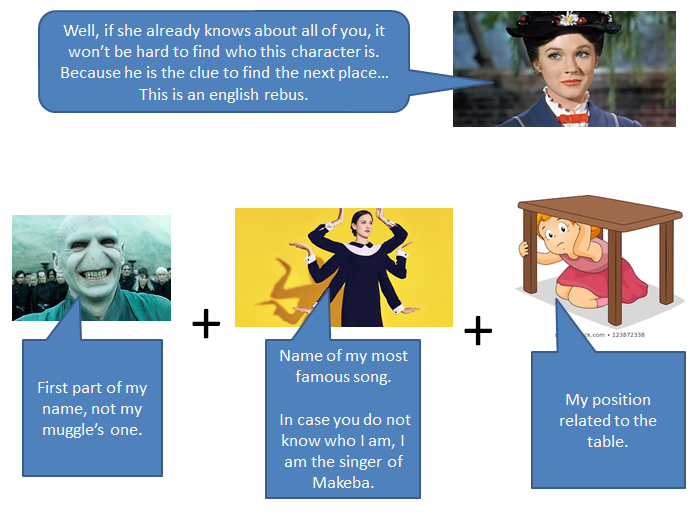 Well, if she already knows about all of you, it
won't be hard to find who this character is.
Because he is the clue to find the next place...
This is an english rebus.
+
+
First part of my
name, not my
muggle's one.
Name of my most
famous song.
In case you do not
know who I am, I
am the singer of
Makeba.
My position
related to the
table.
ck.com • 123872338